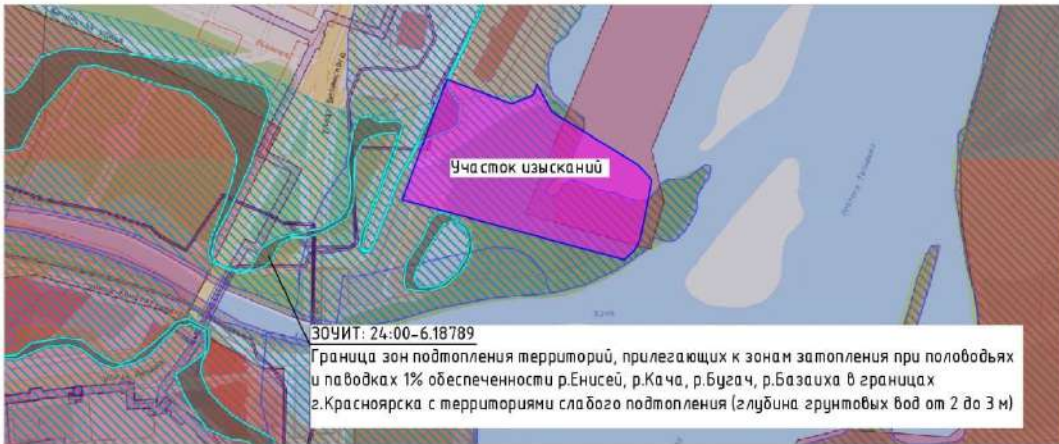 Участок изысканий
ЗОУИТ: 24:00-6.18789
Граница зон подтопления территорий, прилегающих к зонам затопления при половодьях
и паводках 1% обеспеченности р.Енисей, р.Кача, р.Бугач, р.Базаиха в границах
г.Красноярска с территориями слабого подтопления (глубина грунтовых вод от 2 до 3 м)